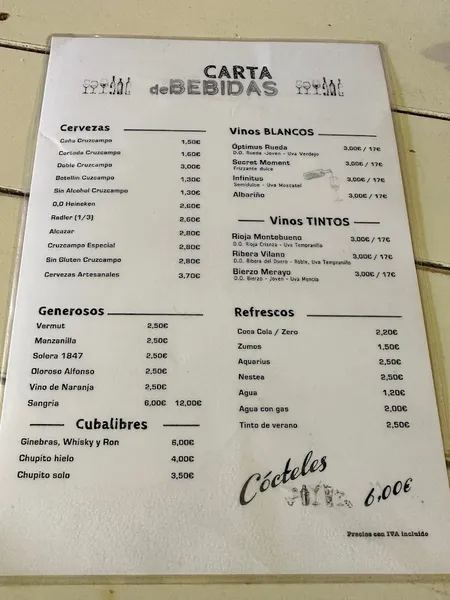 CARTA
de BEBIDAS
Cervezas
Caña Cruzcampo 1,50€
Cortada Cruzcampo 1,60€
Doble Cruzcampo 3,00€
Botellín Cuzcampo 1,30€
Sin Alcohol Cruzcampo 1,30€
0,0 Heineken 2,60€
Radler (1/3) 2,60€
Alcazar 2,80€
Cruzcampo Especial 2,80€
Sin Gluten Cruzcampo 2,80€
Cervezas Artesanales 3,70€
Generosos
Vermut 2,50€
Manzanilla 2,50€
Solera 1847 2,50€
Oloroso Alfonso 2,50€
Vino de Naranja 2,50€
Sangría 6,00€ 12,00€
Cubalibres
Ginebras, Whisky y Ron 6,00€
Chupito hielo 4,00€
Chupito solo 3,50€
Vinos BLANCOS
Óptimus Rueda 3,00€ / 17€
D.O. Rueda -Joven - Uva Verdejo
Secret Moment 3,00€ / 17€
Frizzante dulce
Infinitus 3,00€ / 17€
Semidulce - Uva Moscatel
Albariño 3,00€ / 17€
Vinos TINTOS
Rioja Montebueno 3,00€ / 17€
D.O. Rioja Crianza - Uva Tempranilla
Ribera Vilano 3,00€ / 17€
D.O. Ribera del Duero - Roble, Uva Tempranillo
Bierzo Merayo 3,00€ / 17€
D.O. Bierzo - Joven - Uva Mencía
Refrescos
Coca Cola / Zero 2,20€
Zumos 1,50€
Aquarius 2,50€
Nestea 2,50€
Agua 1,20€
Agua con gas 2,00€
Tinto de verano 2,50€
Cócteles
6,00€
Precios con IVA incluido